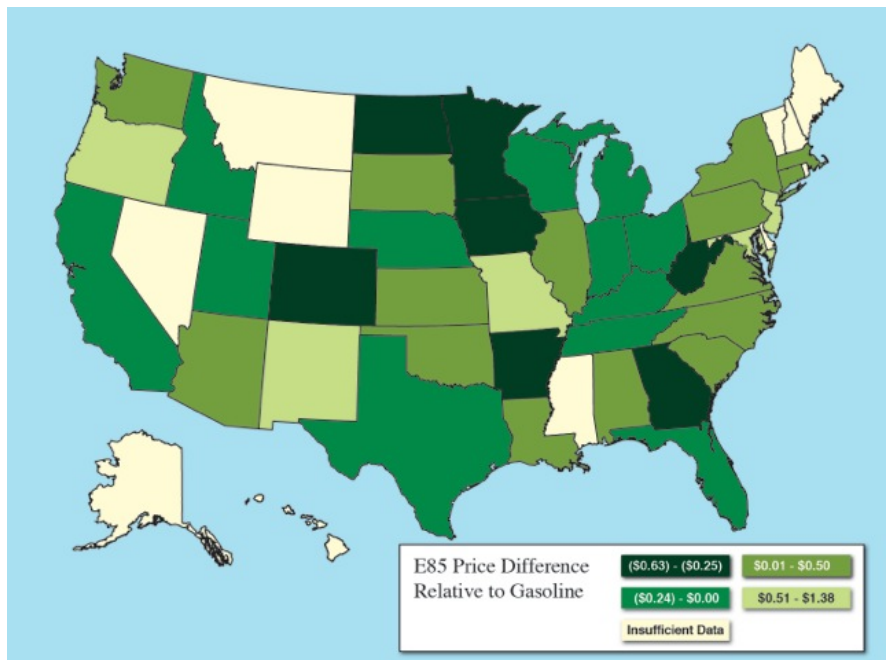 E85 Price Difference
Relative to Gasoline
($0.63) - ($0.25)
$0.01 - $0.50
($0.24) - $0.00
$0.51 - $1.38
Insufficient Data